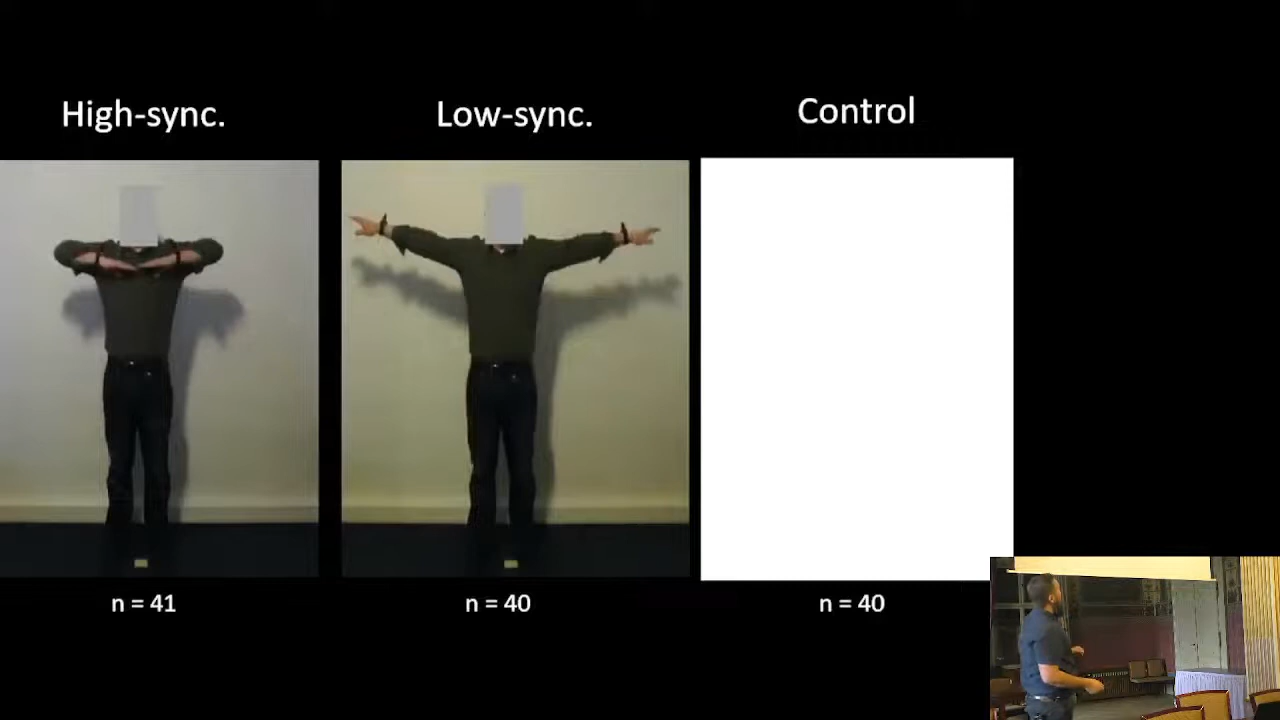 High-sync.
Low-sync.
Control
n = 41
n = 40
n = 40